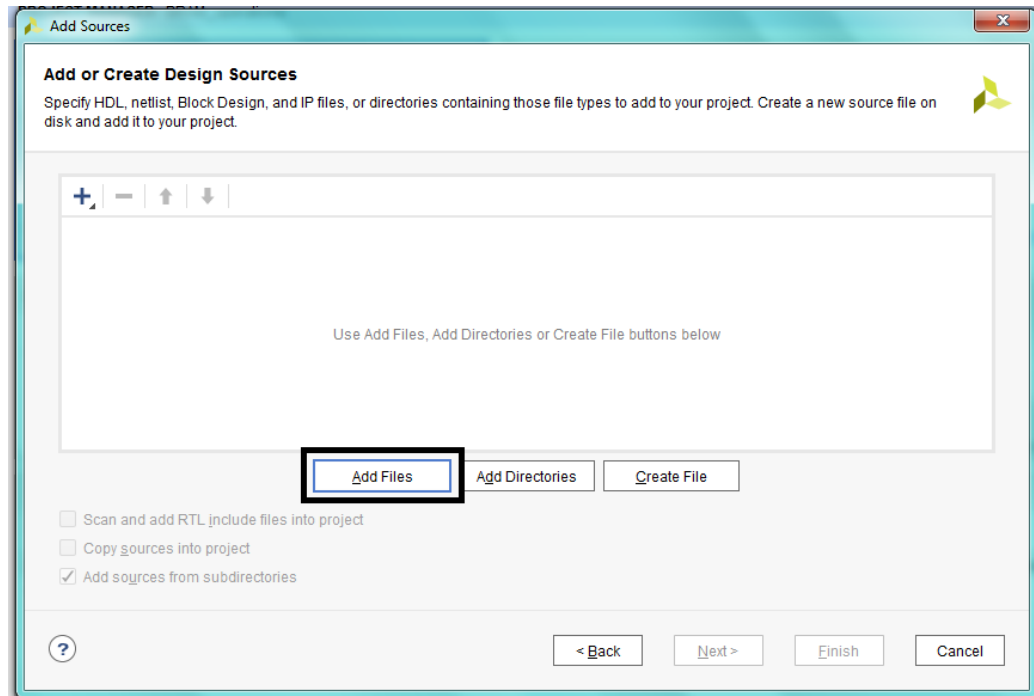 Add Sources
Add or Create Design Sources
Specify HDL, netlist, Block Design, and IP files, or directories containing those file types to add to your project. Create a new source file on
disk and add it to your project.
Use Add Files, Add Directories or Create File buttons below
Add Files
Add Directories
Create File
Scan and add RTL include files into project
Copy sources into project
Add sources from subdirectories
?
< Back
Next >
Finish
Cancel